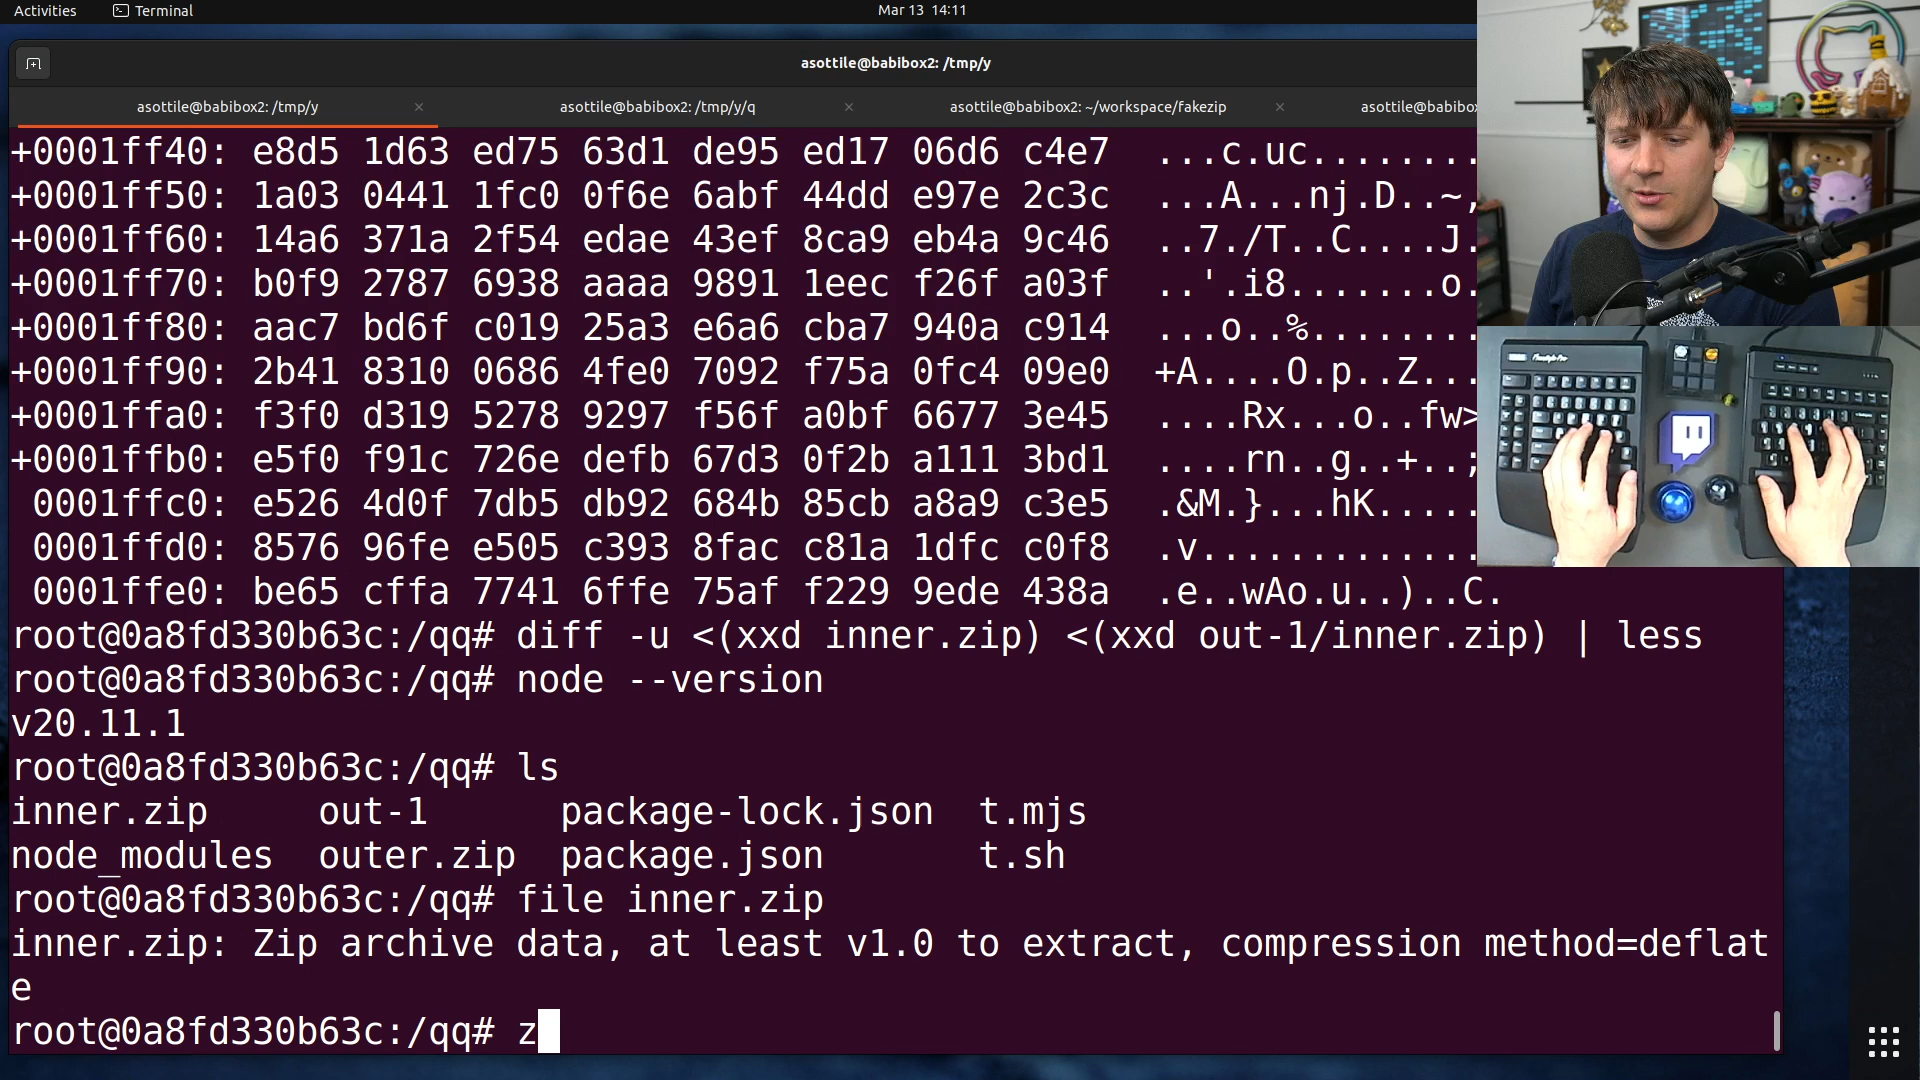 Activities
Terminal
Mar 13 14:11
asottile@babibox2: /tmp/y
asottile@babibox2: /tmp/y ×
asottile@babibox2: /tmp/y/q ×
asottile@babibox2: ~/workspace/fakezip ×
asottile@babibox
+0001ff40: e8d5 1d63 ed75 63d1 de95 ed17 06d6 c4e7  ...c.uc........
+0001ff50: 1a03 0441 1fc0 0f6e 6abf 44dd e97e 2c3c  ...A...nj.D..~,
+0001ff60: 14a6 371a 2f54 edae 43ef 8ca9 eb4a 9c46  ..7./T..C....J.
+0001ff70: b0f9 2787 6938 aaaa 9891 1eec f26f a03f  ..'.i8.......o.
+0001ff80: aac7 bd6f c019 25a3 e6a6 cba7 940a c914  ...o..%........
+0001ff90: 2b41 8310 0686 4fe0 7092 f75a 0fc4 09e0  +A....O.p..Z...
+0001ffa0: f3f0 d319 5278 9297 f56f a0bf 6677 3e45  ....Rx...o..fw>
+0001ffb0: e5f0 f91c 726e defb 67d3 0f2b a111 3bd1  ....rn..g..+..;
 0001ffc0: e526 4d0f 7db5 db92 684b 85cb a8a9 c3e5  .&M.}...hK.....
 0001ffd0: 8576 96fe e505 c393 8fac c81a 1dfc c0f8  .v.............
 0001ffe0: be65 cffa 7741 6ffe 75af f229 9ede 438a  .e..wAo.u..)..C.
root@0a8fd330b63c:/qq# diff -u <(xxd inner.zip) <(xxd out-1/inner.zip) | less
root@0a8fd330b63c:/qq# node --version
v20.11.1
root@0a8fd330b63c:/qq# ls
inner.zip     out-1      package-lock.json  t.mjs
node_modules  outer.zip  package.json       t.sh
root@0a8fd330b63c:/qq# file inner.zip
inner.zip: Zip archive data, at least v1.0 to extract, compression method=deflat
e
root@0a8fd330b63c:/qq# z